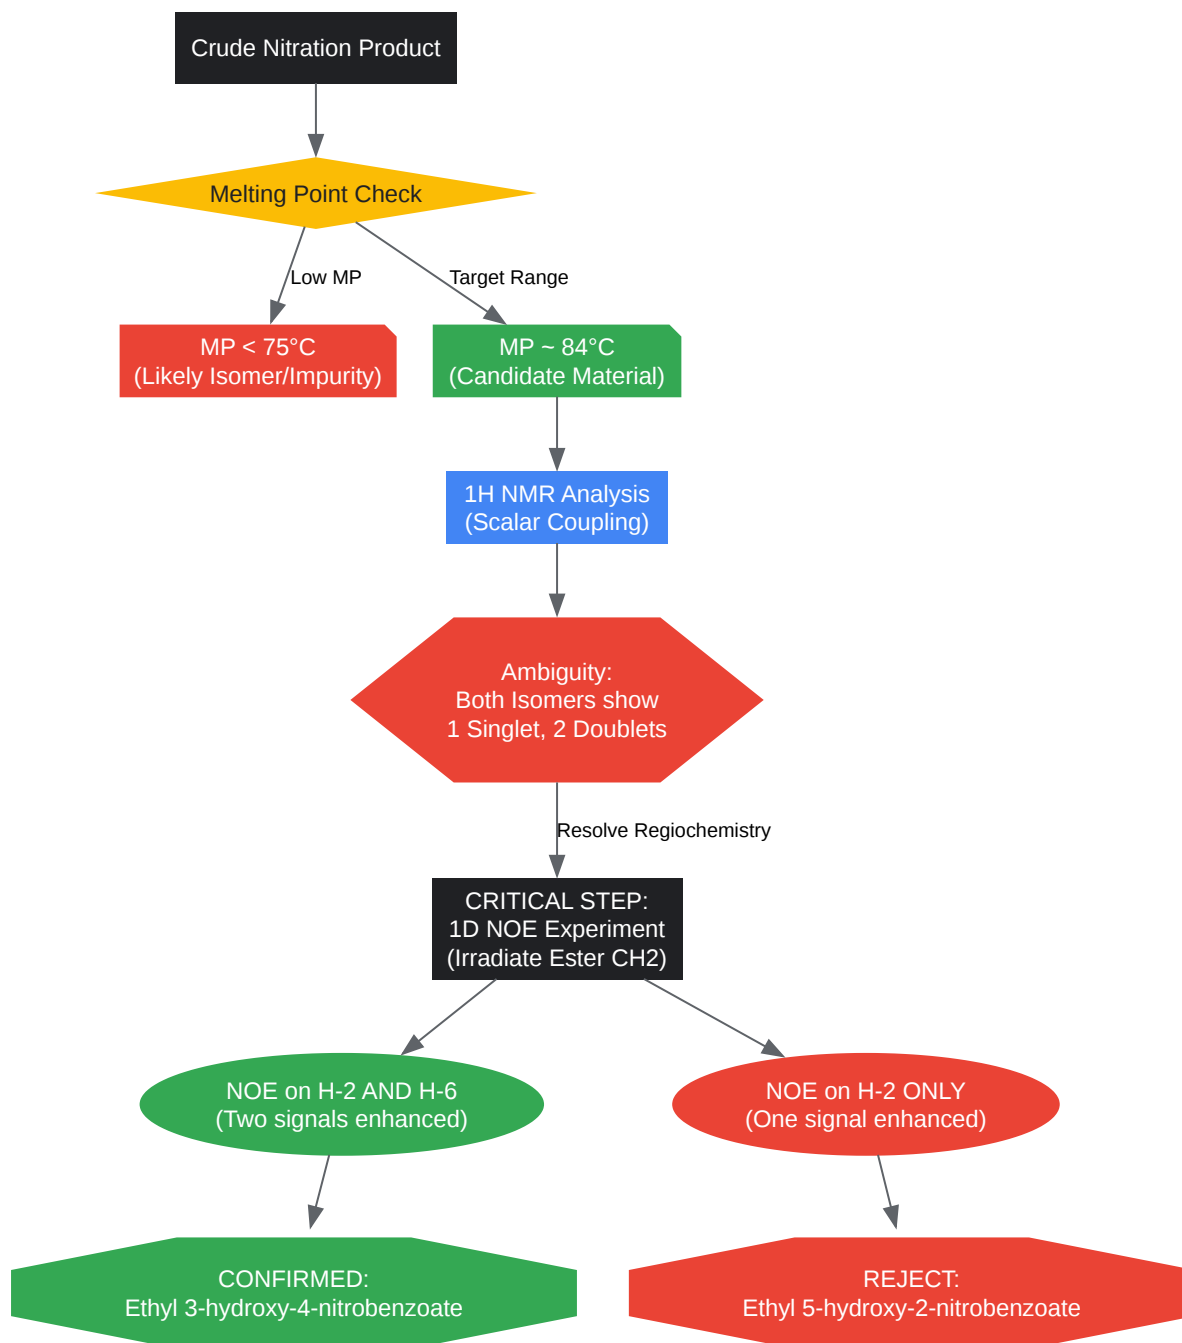 Crude Nitration Product
Melting Point Check
Low MP
Target Range
MP < 75°C
(Likely Isomer/Impurity)
MP ~ 84°C
(Candidate Material)
1H NMR Analysis
(Scalar Coupling)
Ambiguity:
Both Isomers show
1 Singlet, 2 Doublets
Resolve Regiochemistry
CRITICAL STEP:
1D NOE Experiment
(Irradiate Ester CH2)
NOE on H-2 AND H-6
(Two signals enhanced)
NOE on H-2 ONLY
(One signal enhanced)
CONFIRMED:
Ethyl 3-hydroxy-4-nitrobenzoate
REJECT:
Ethyl 5-hydroxy-2-nitrobenzoate